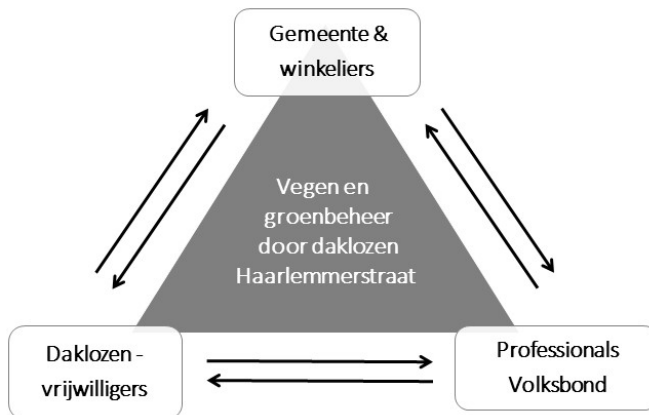 Gemeente &
winkeliers
Vegen en
groenbeheer
door daklozen
Haarlemmerstraat
Daklozen -
vrijwilligers
Professionals
Volksbond